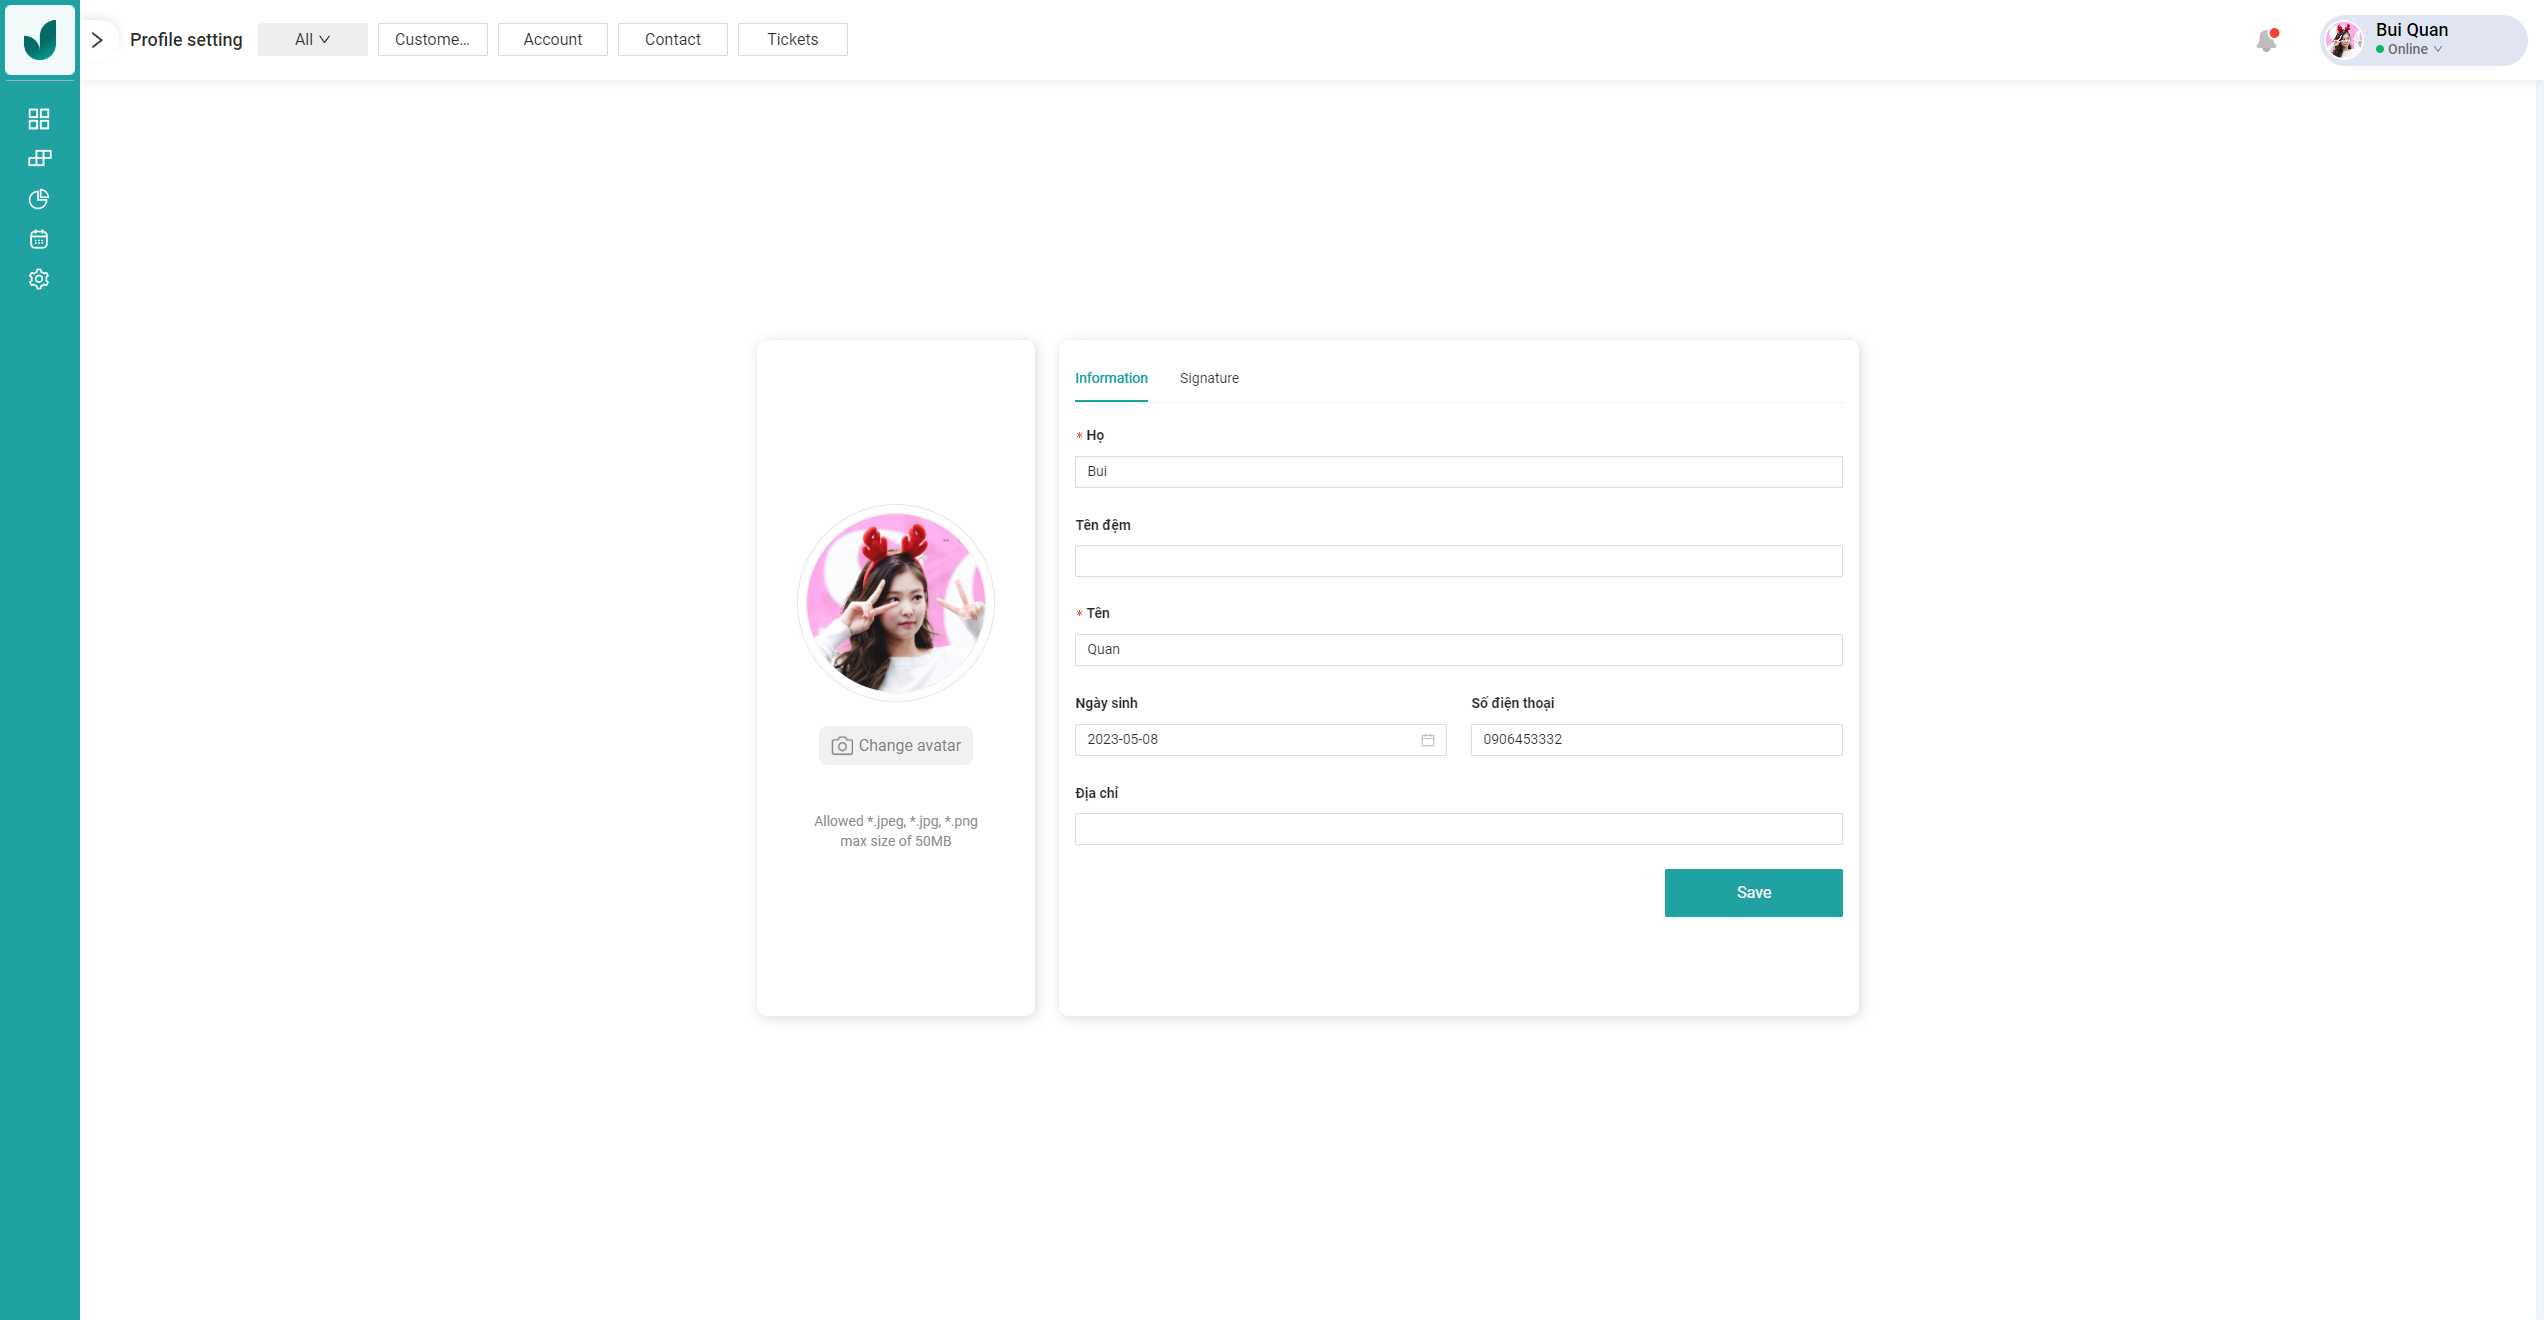 Profile setting
All
Custome...
Account
Contact
Tickets
Bui Quan
Online
Change avatar
Allowed *.jpeg, *.jpg, *.png
max size of 50MB
Information
Signature
* Họ
Bui
Tên đệm
* Tên
Quan
Ngày sinh
Số điện thoại
2023-05-08
0906453332
Địa chỉ
Save